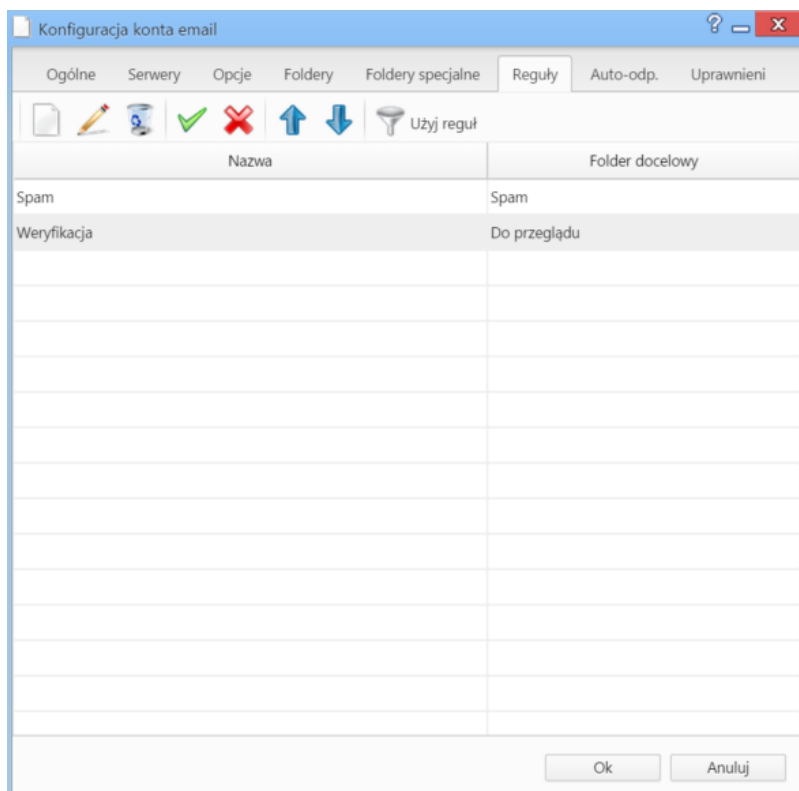 Konfiguracja konta email
Ogólne Serwery Opcje Foldery Foldery specjalne Reguły Auto-odp. Uprawnieni
Użyj reguł
Nazwa Folder docelowy
Spam Spam
Weryfikacja Do przeglądu
Ok Anuluj